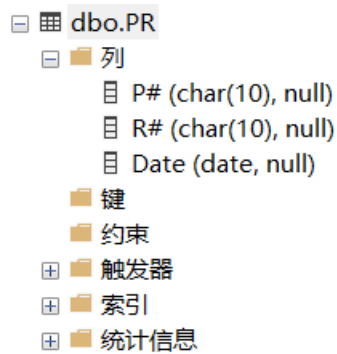 dbo.PR
列
P# (char(10), null)
R# (char(10), null)
Date (date, null)
键
约束
触发器
索引
统计信息